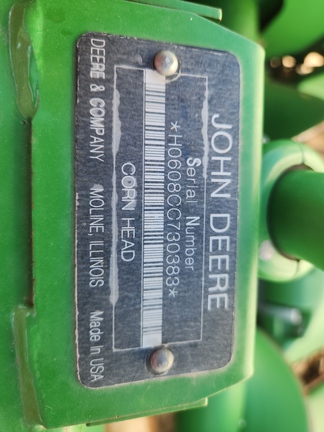 JOHN DEERE
Serial Number
*H0608CC730383*
CORN HEAD
DEERE & COMPANY MOLINE, ILLINOIS Made in USA